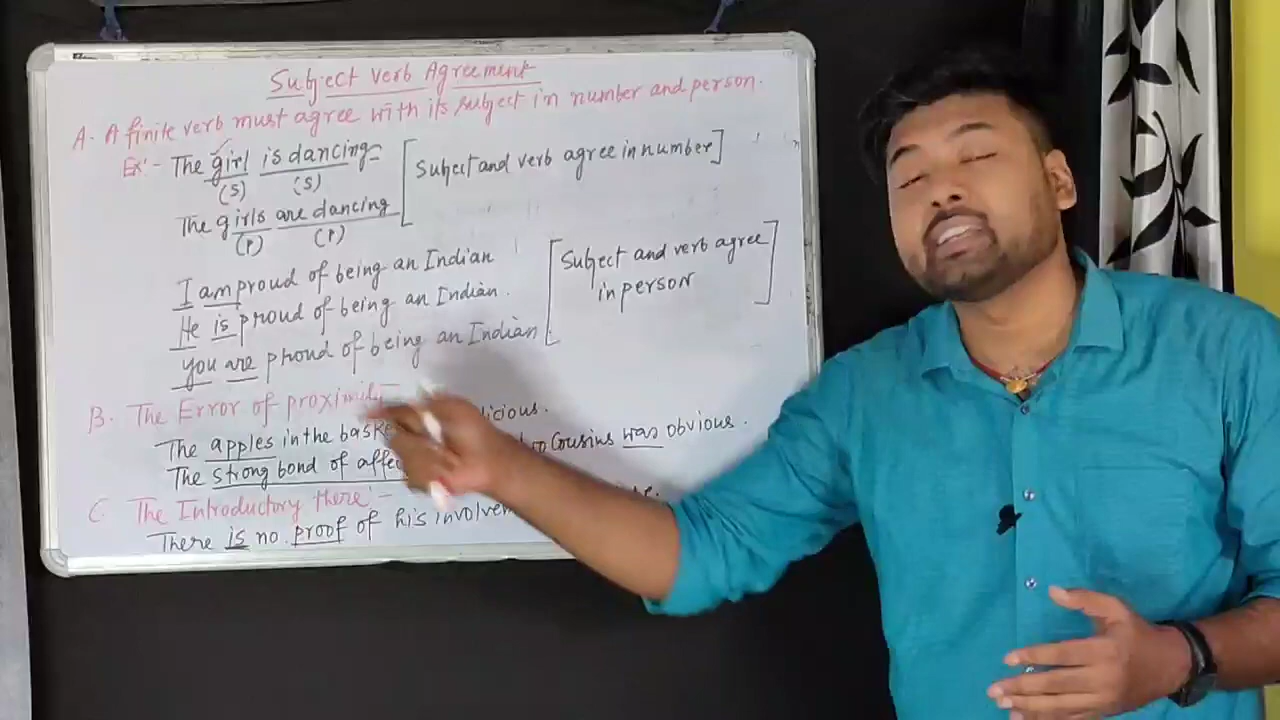 Subject Verb Agreement
A. A finite verb must agree with its subject in number and person.
Ex:- The girl is dancing [Subject and verb agree in number]
(S) (S)
The girls are dancing
(P) (P)
I am proud of being an Indian
He is proud of being an Indian.
You are proud of being an Indian
[Subject and verb agree
in person]
B. The Error of proximity
The apples in the
The strong bond of cousins was obvious.
C. The Introductory there:-
There is no proof of his